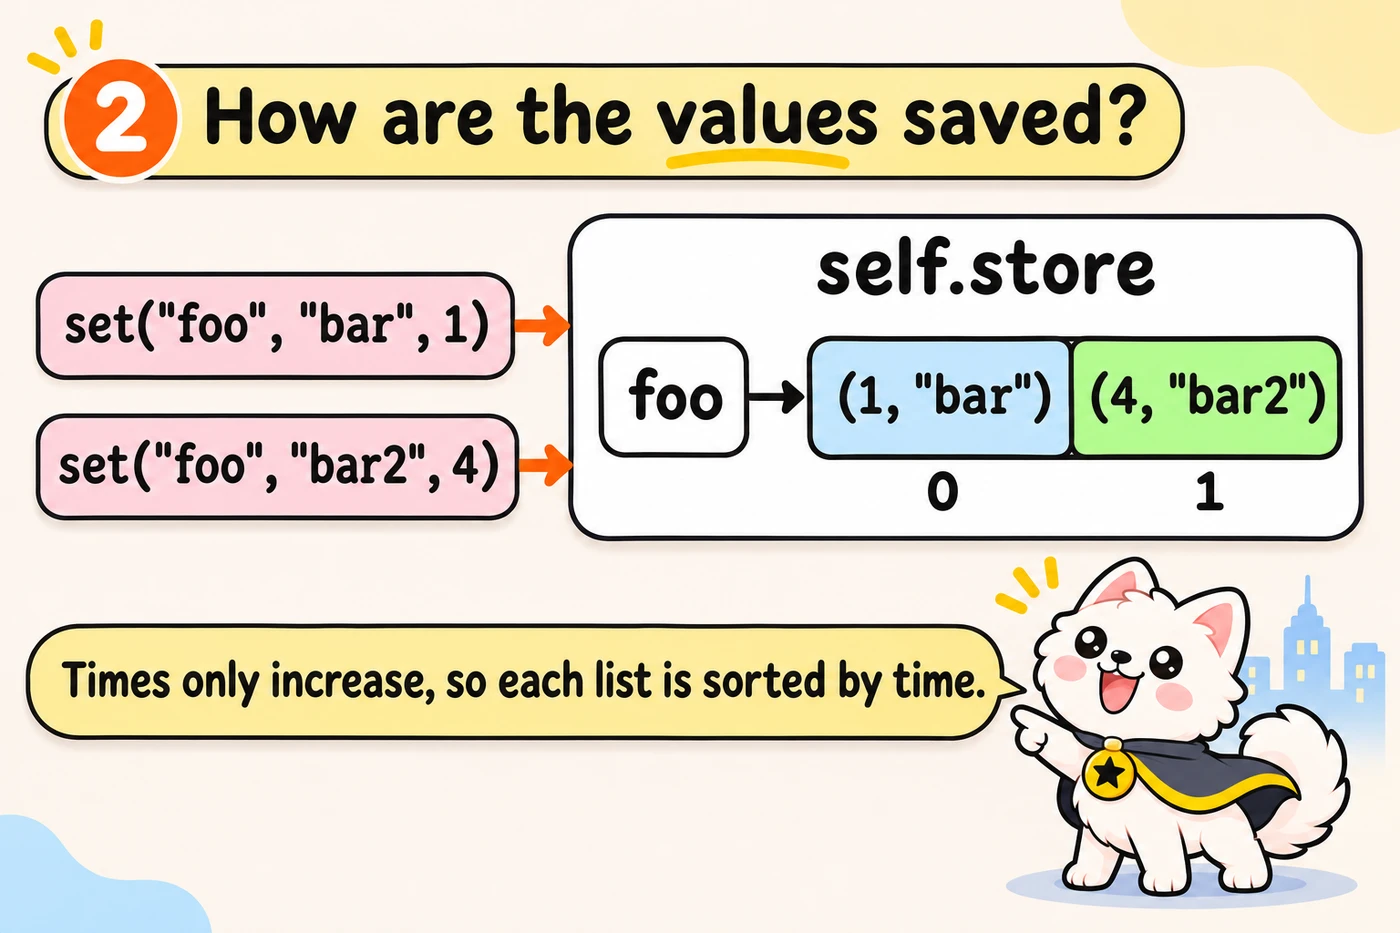 2 How are the values saved?
set("foo", "bar", 1)
set("foo", "bar2", 4)
self.store
foo (1, "bar") (4, "bar2")
0 1
Times only increase, so each list is sorted by time.